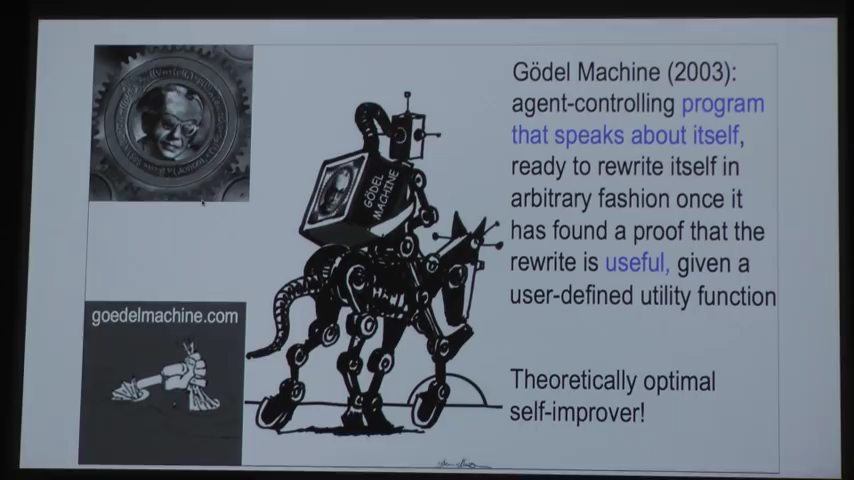 Gödel Machine (2003):
agent-controlling program
that speaks about itself,
ready to rewrite itself in
arbitrary fashion once it
has found a proof that the
rewrite is useful, given a
user-defined utility function
Theoretically optimal
self-improver!
GÖDEL
MACHINE
goedelmachine.com